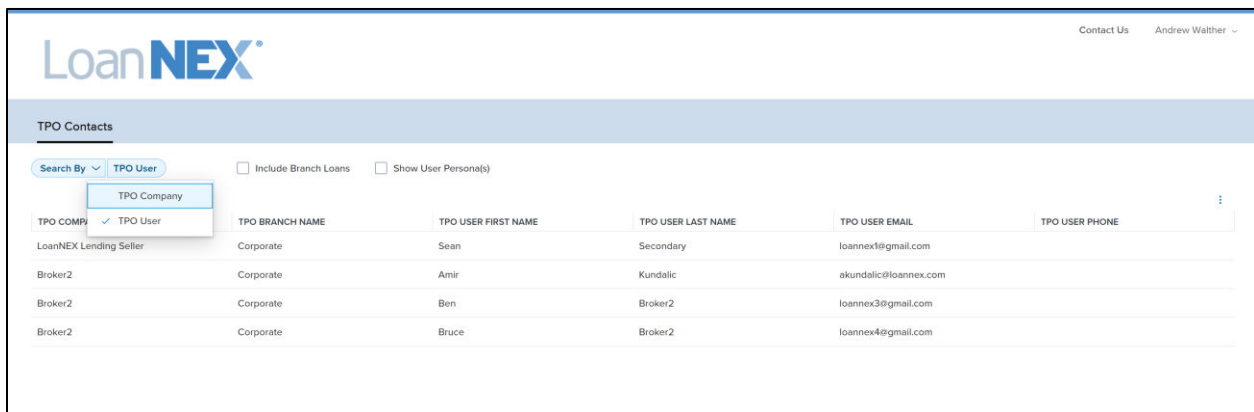 Contact Us Andrew Walther
LoanNEX®
TPO Contacts
Search By TPO User Include Branch Loans Show User Persona(s)
TPO Company
TPO User
TPO COMPA TPO BRANCH NAME TPO USER FIRST NAME TPO USER LAST NAME TPO USER EMAIL TPO USER PHONE
LoanNEX Lending Seller Corporate Sean Secondary loannex1@gmail.com
Broker2 Corporate Amir Kundalic akundalic@loannex.com
Broker2 Corporate Ben Broker2 loannex3@gmail.com
Broker2 Corporate Bruce Broker2 loannex4@gmail.com